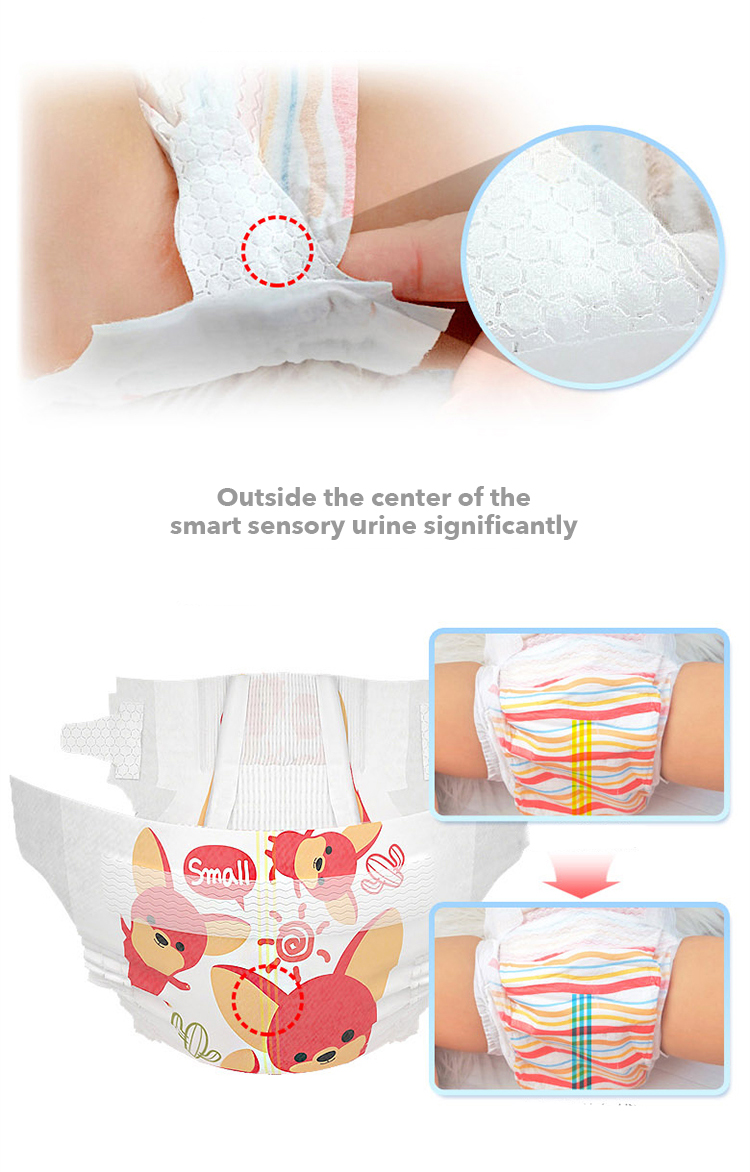 Outside the center of the
smart sensory urine significantly
Small